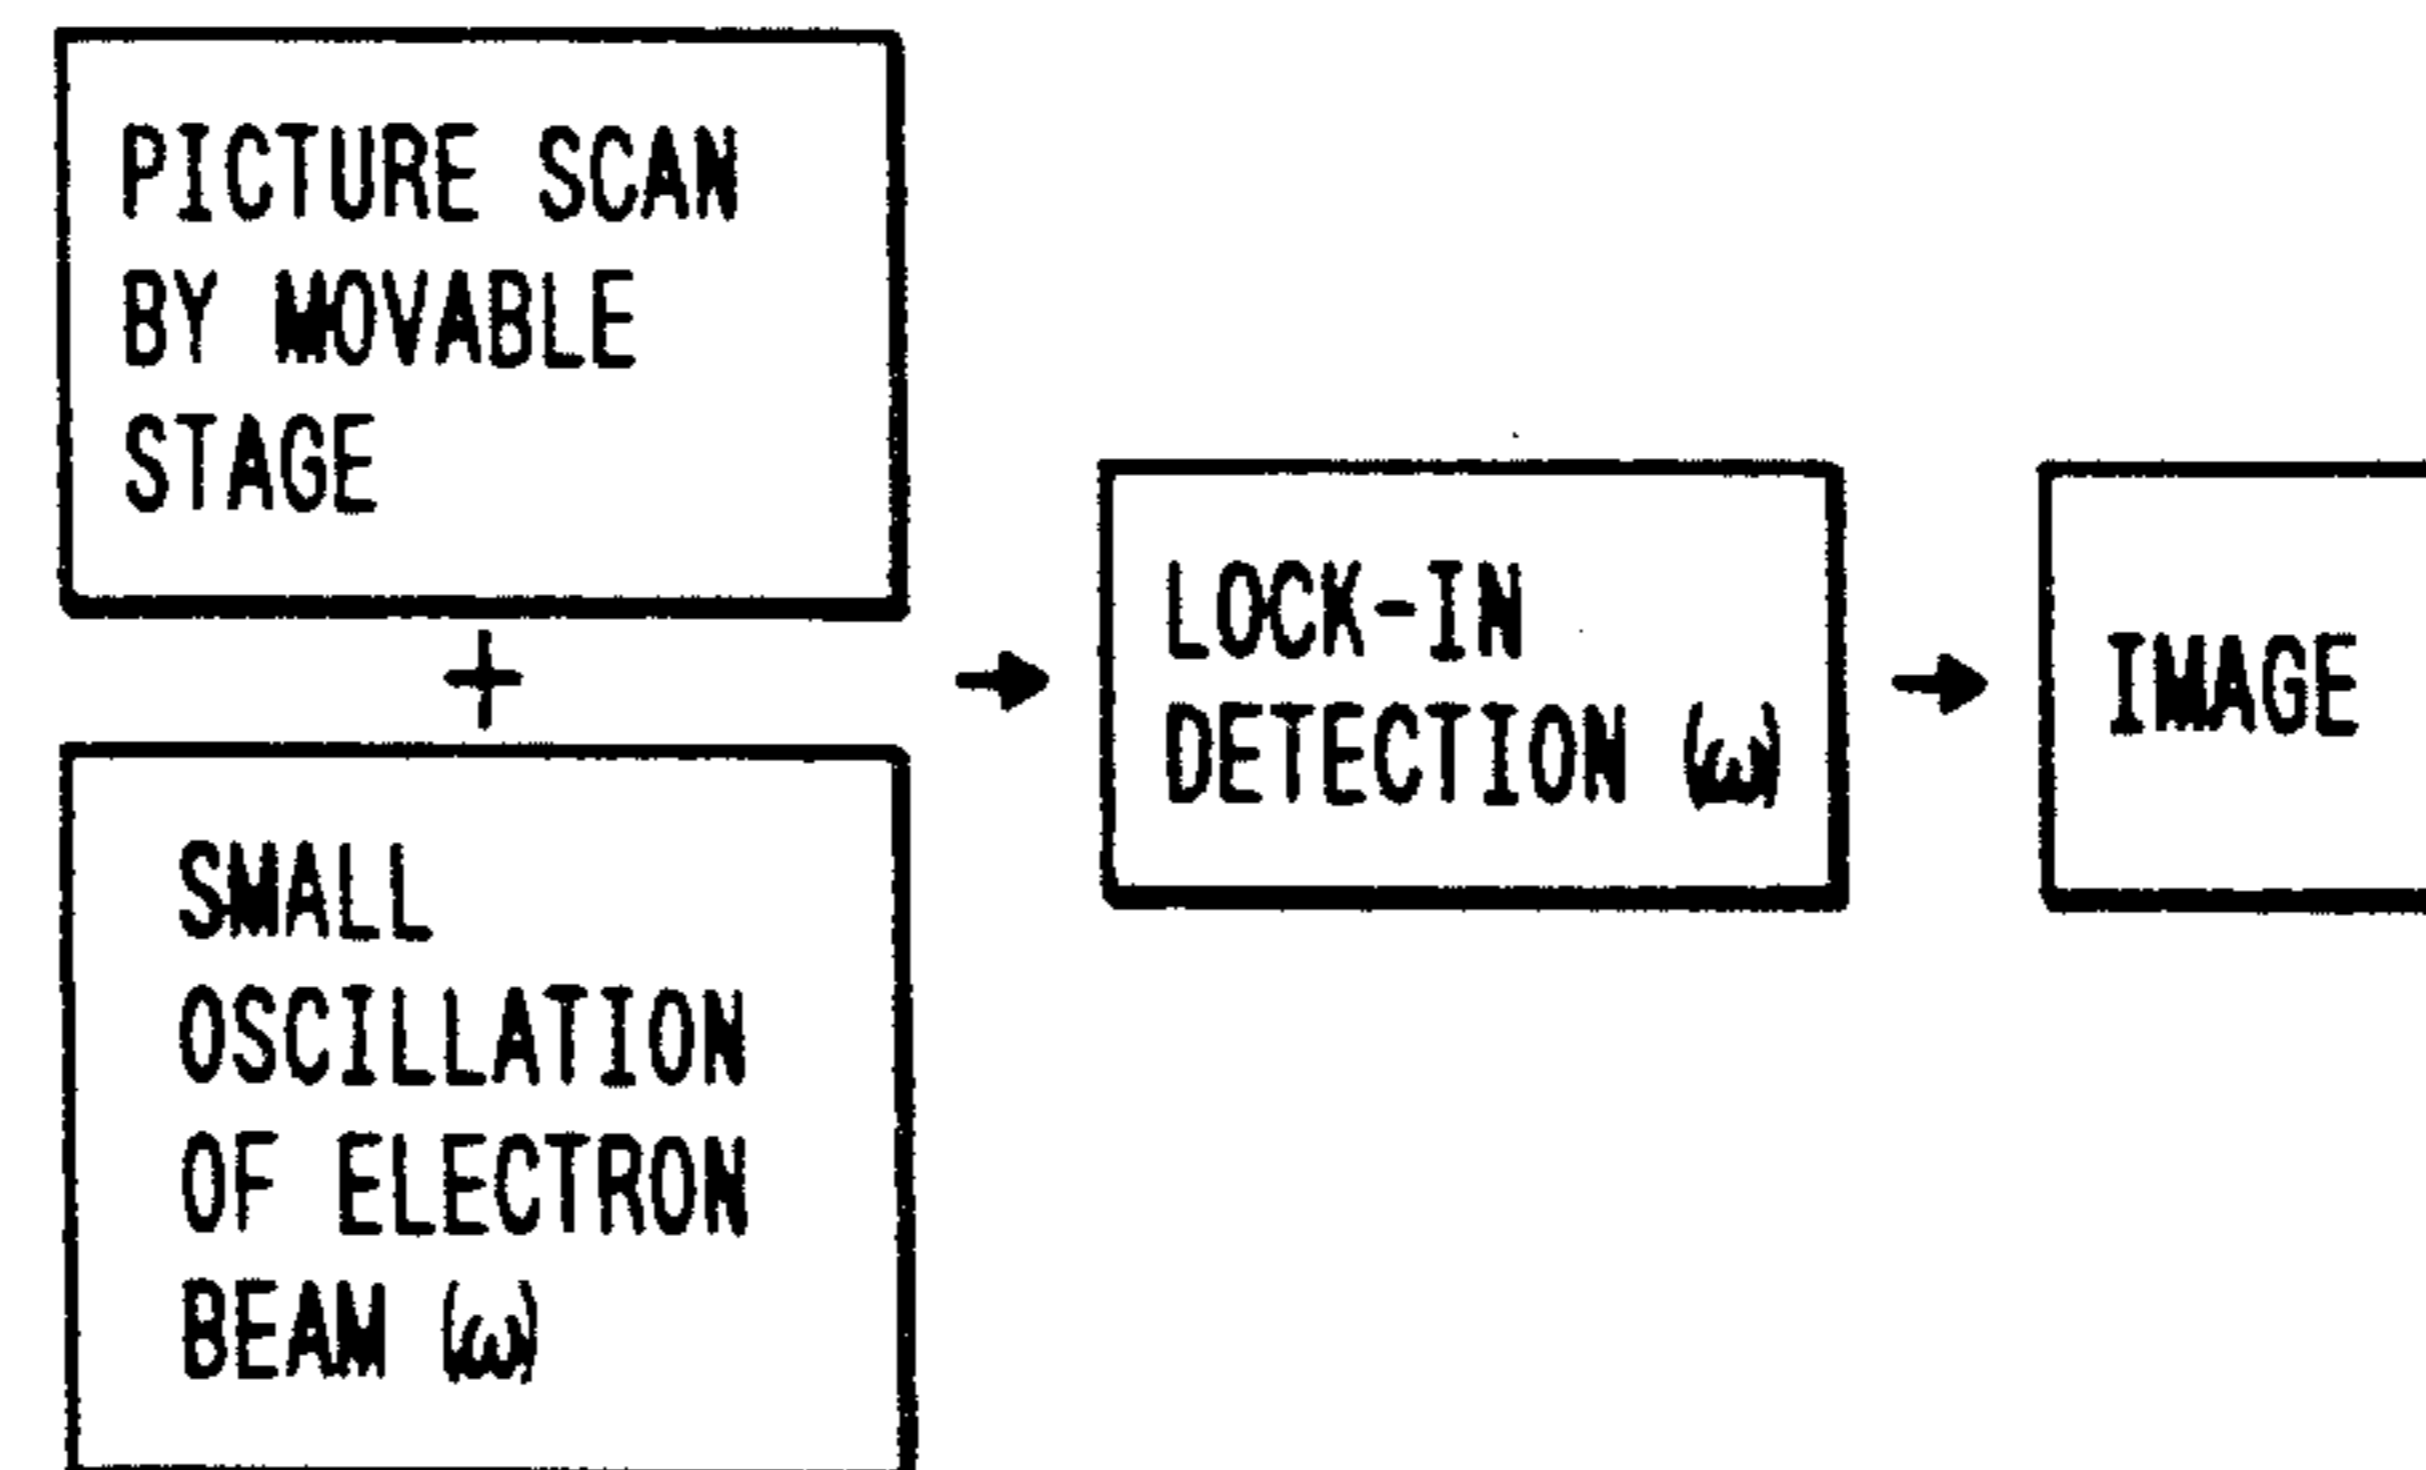 PICTURE SCAN
BY MOVABLE
STAGE
+
SMALL
OSCILLATION
OF ELECTRON
BEAM (ω)
LOCK-IN
DETECTION (ω)
IMAGE